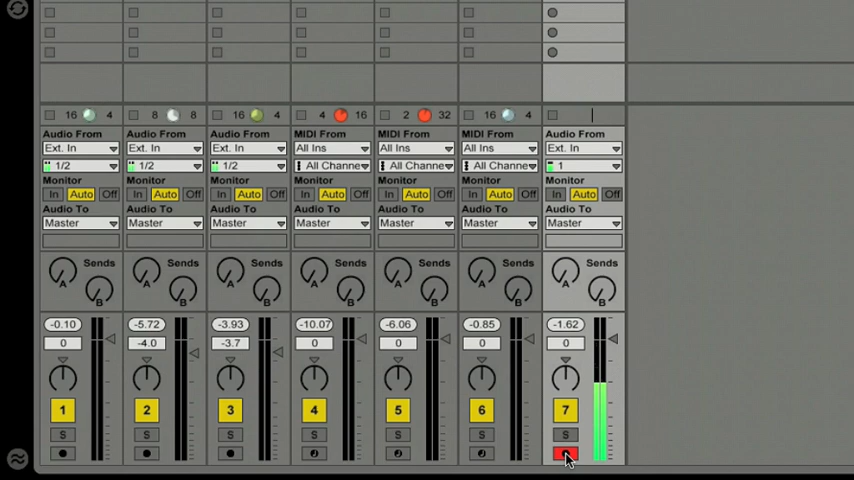 16 4 8 8 16 4 4 16 2 32 16 4
Audio From Audio From Audio From MIDI From MIDI From MIDI From Audio From
Ext. In Ext. In Ext. In All Ins All Ins All Ins Ext. In
1/2 1/2 1/2 All Channe All Channe All Channe 1
Monitor Monitor Monitor Monitor Monitor Monitor Monitor
In Auto Off In Auto Off In Auto Off In Auto Off In Auto Off In Auto Off In Auto Off
Audio To Audio To Audio To Audio To Audio To Audio To Audio To
Master Master Master Master Master Master Master
Sends Sends Sends Sends Sends Sends Sends
A B A B A B A B A B A B A B
-0.10 -5.72 -3.93 -10.07 -6.06 -0.85 -1.62
0 -4.0 -3.7 0 0 0 0
1 2 3 4 5 6 7
S S S S S S S